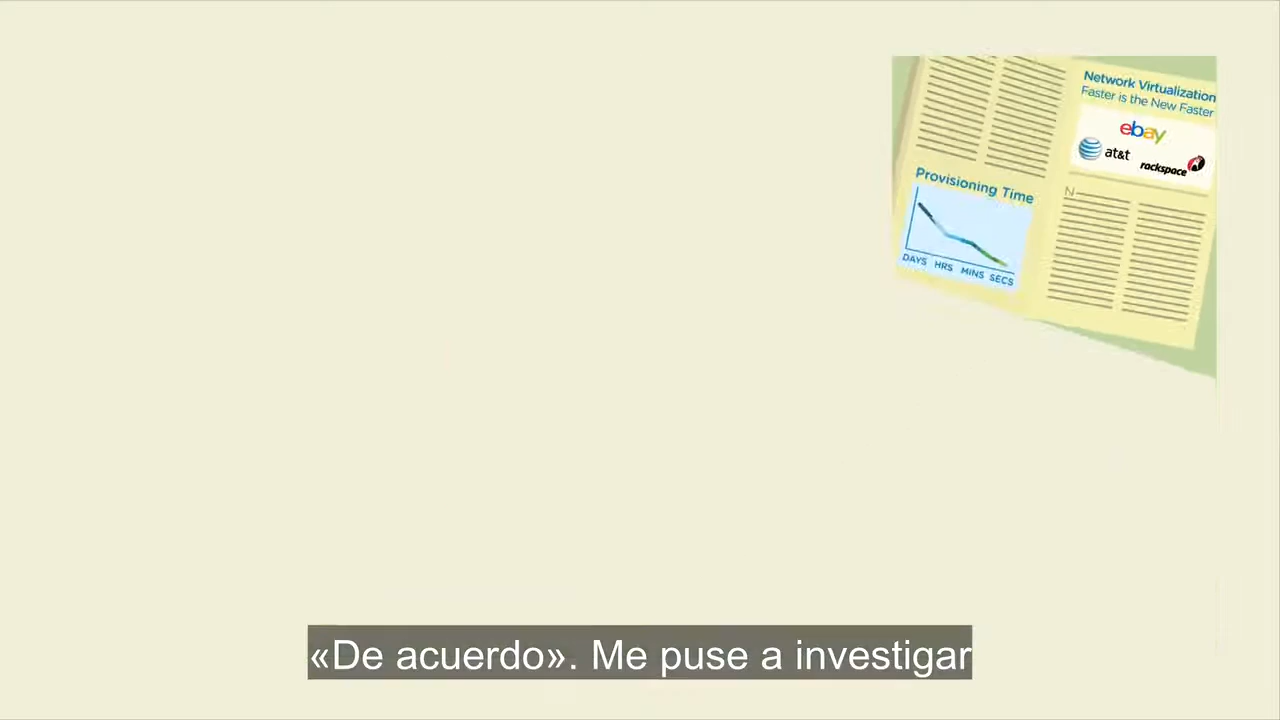 Network Virtualization
Faster is the New Faster
ebay
at&t
rackspace
Provisioning Time
N
DAYS HRS MINS SECS
«De acuerdo». Me puse a investigar